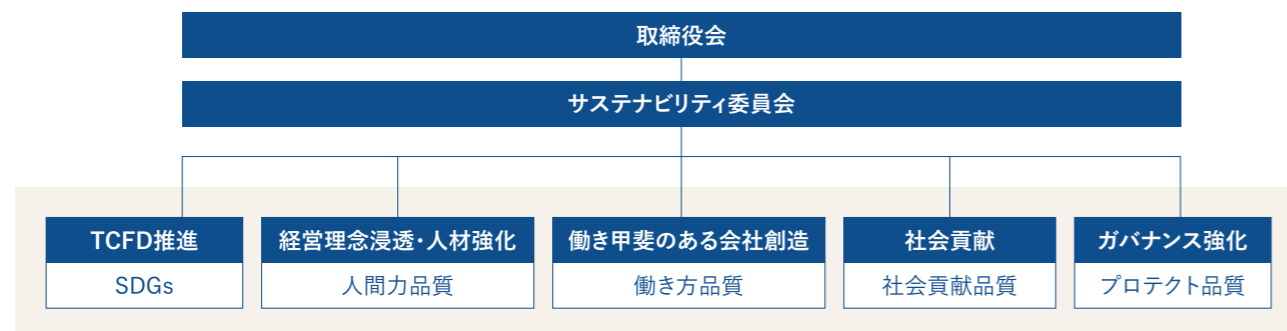 取締役会
サステナビリティ委員会
TCFD推進
SDGs
経営理念浸透・人材強化
人間力品質
働き甲斐のある会社創造
働き方品質
社会貢献
社会貢献品質
ガバナンス強化
プロテクト品質